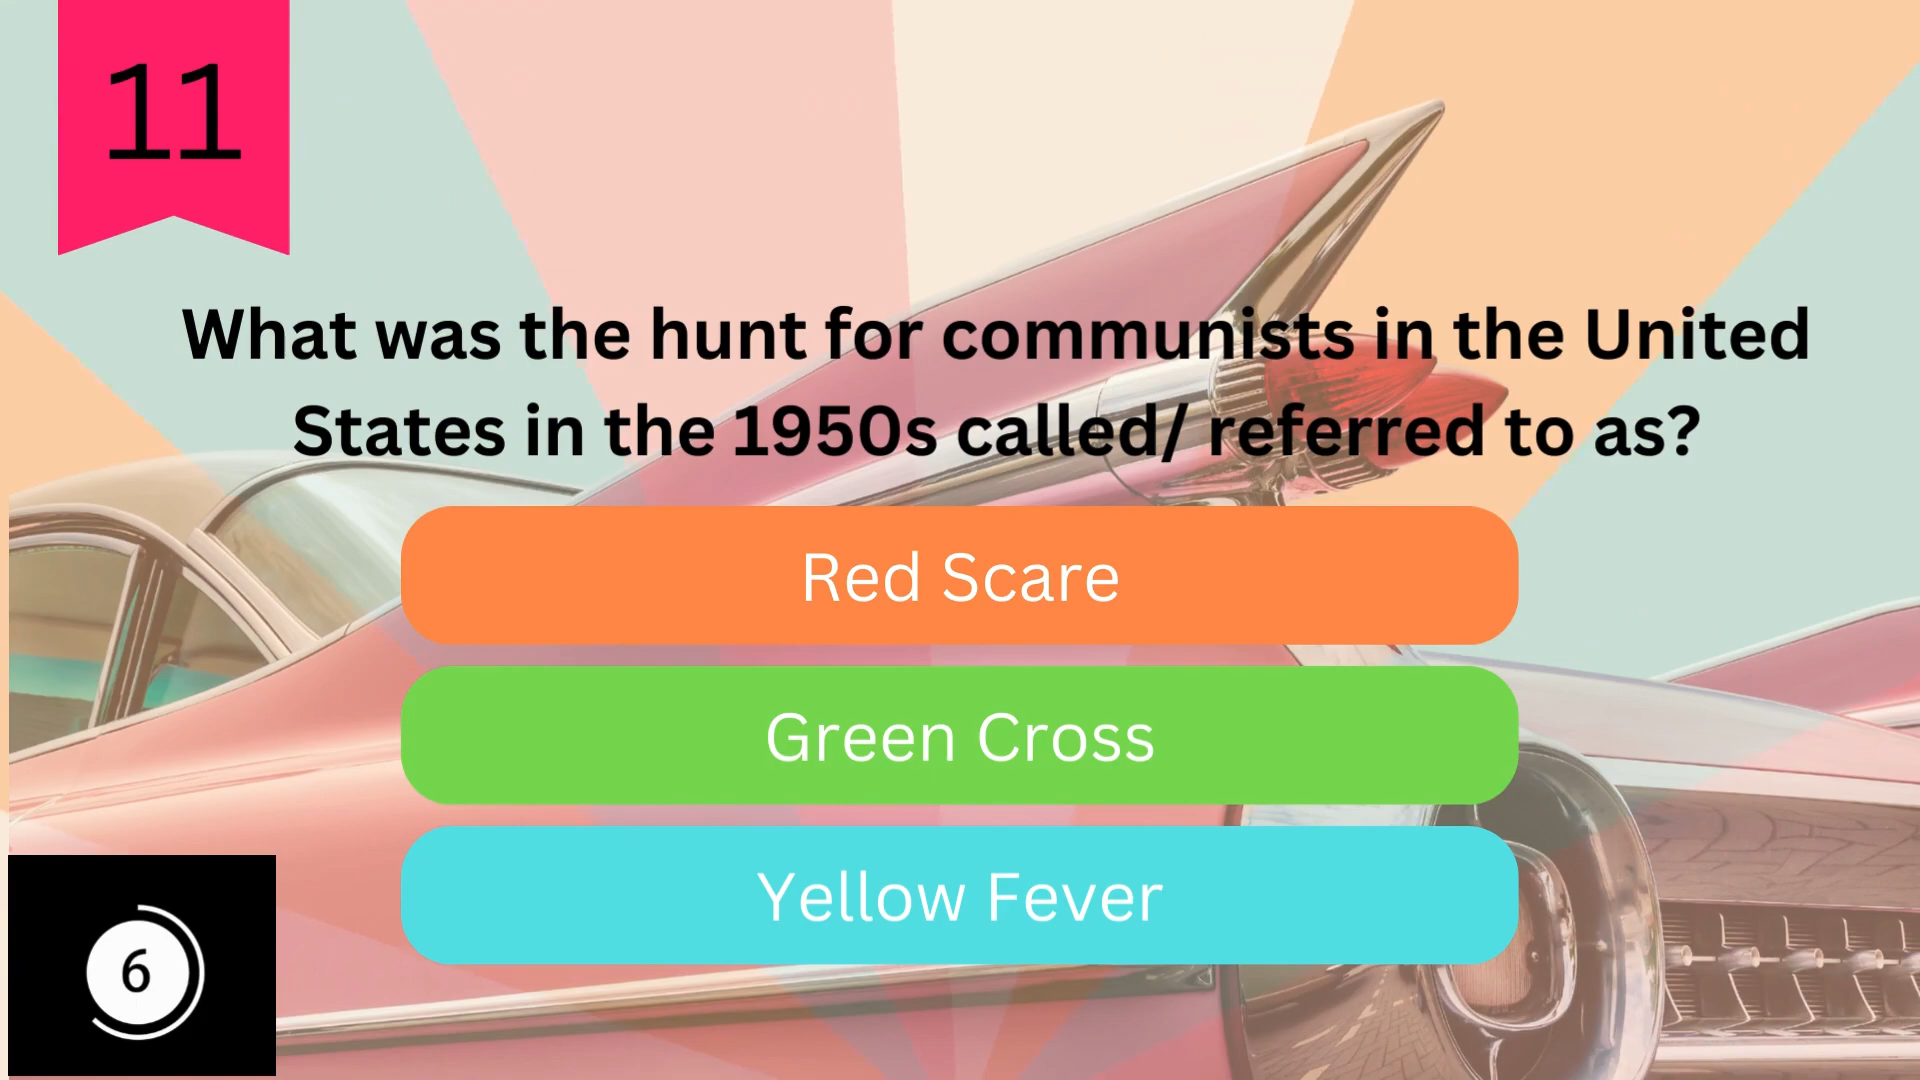 11
What was the hunt for communists in the United
States in the 1950s called/ referred to as?
Red Scare
Green Cross
Yellow Fever
6